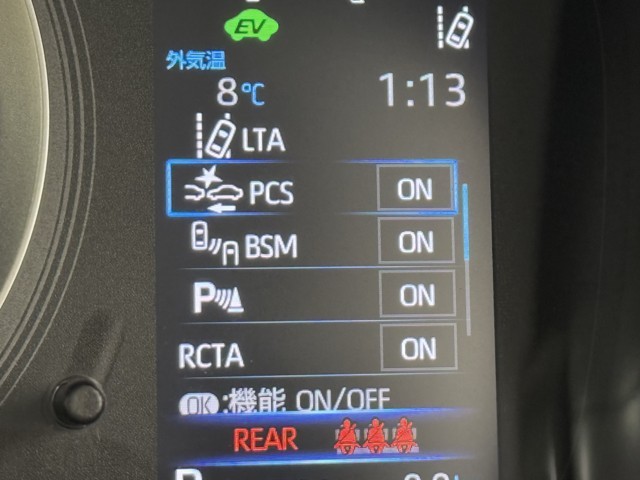 EV
外気温
8℃ 1:13
LTA
PCS ON
BSM ON
P ON
RCTA ON
OK:機能 ON/OFF
REAR